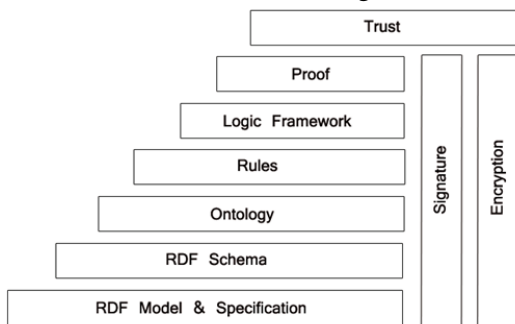 Trust
Proof
Logic Framework
Rules
Ontology
RDF Schema
RDF Model & Specification
Signature
Encryption